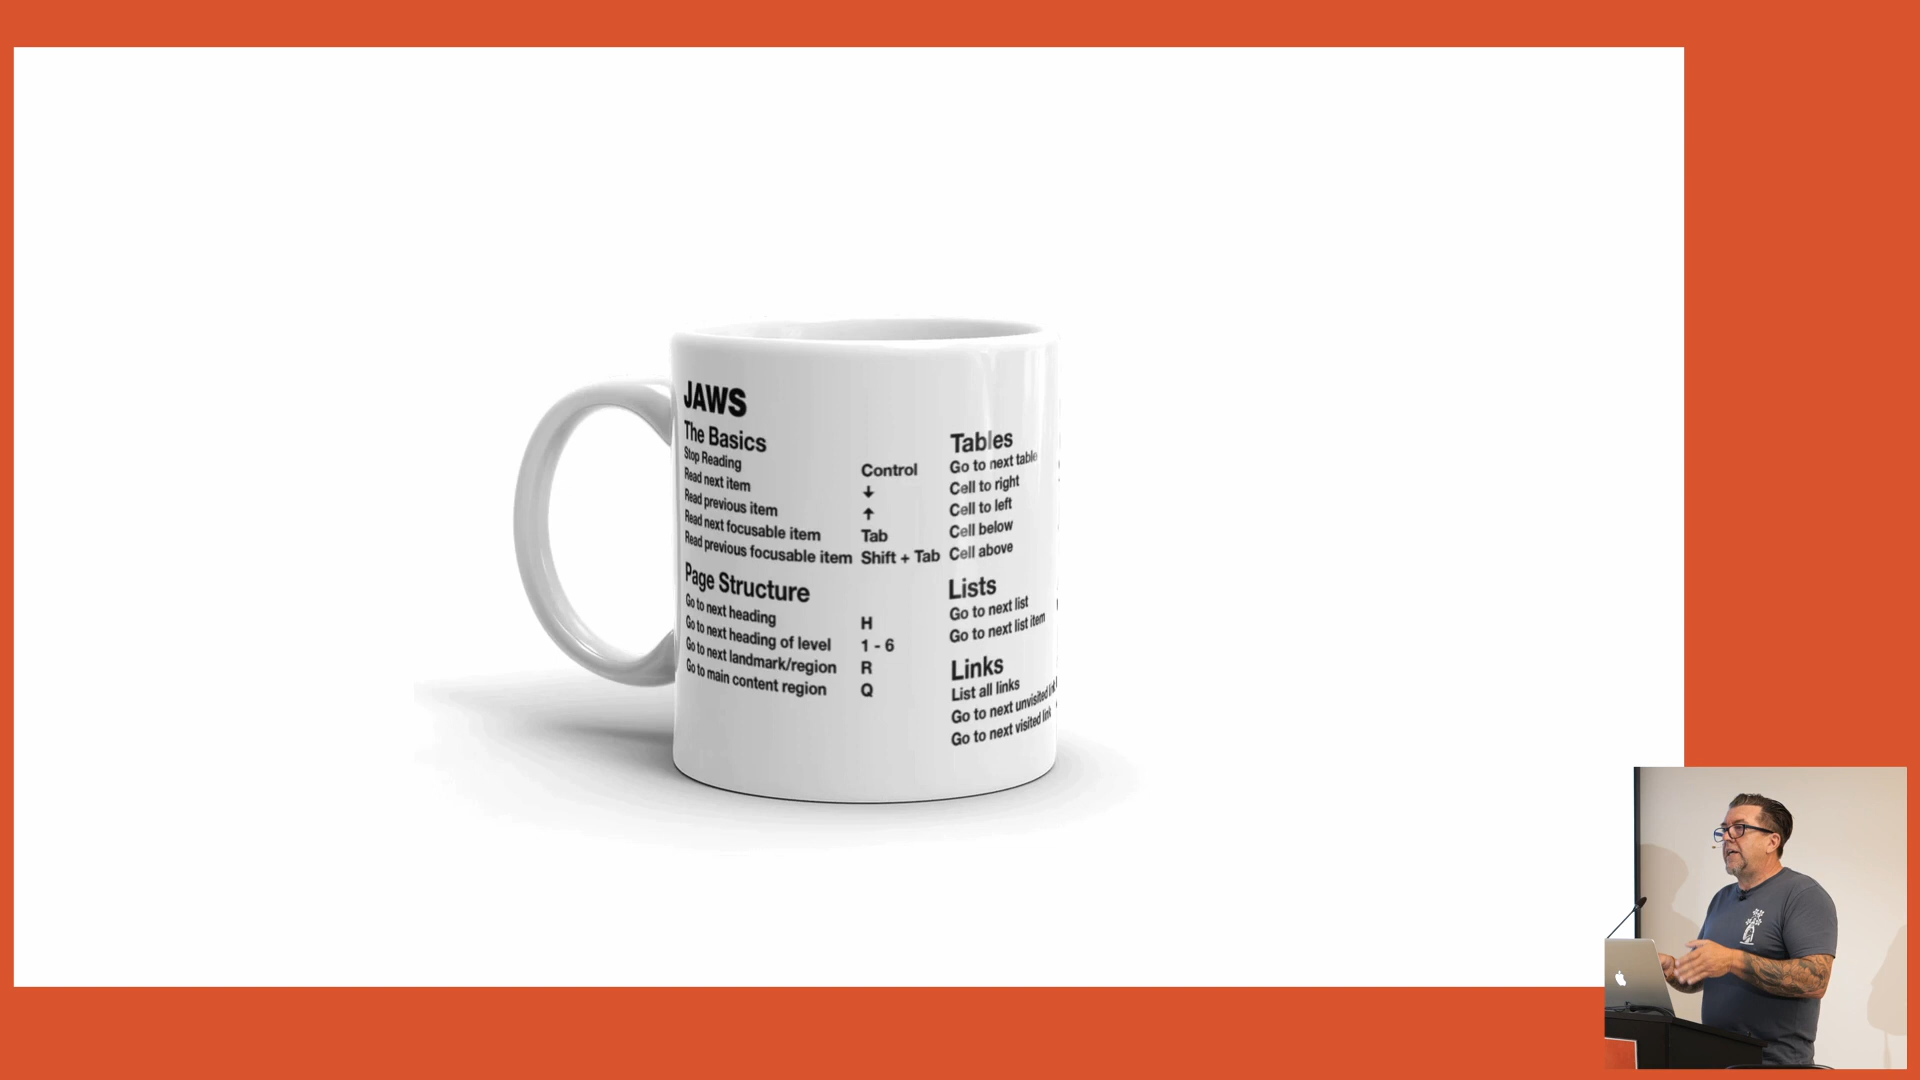 JAWS
The Basics
Stop Reading Control
Read next item ↓
Read previous item ↑
Read next focusable item Tab
Read previous focusable item Shift + Tab
Page Structure
Go to next heading H
Go to next heading of level 1 - 6
Go to next landmark/region R
Go to main content region Q
Tables
Go to next table
Cell to right
Cell to left
Cell below
Cell above
Lists
Go to next list
Go to next list item
Links
List all links
Go to next unvisited
Go to next visited link